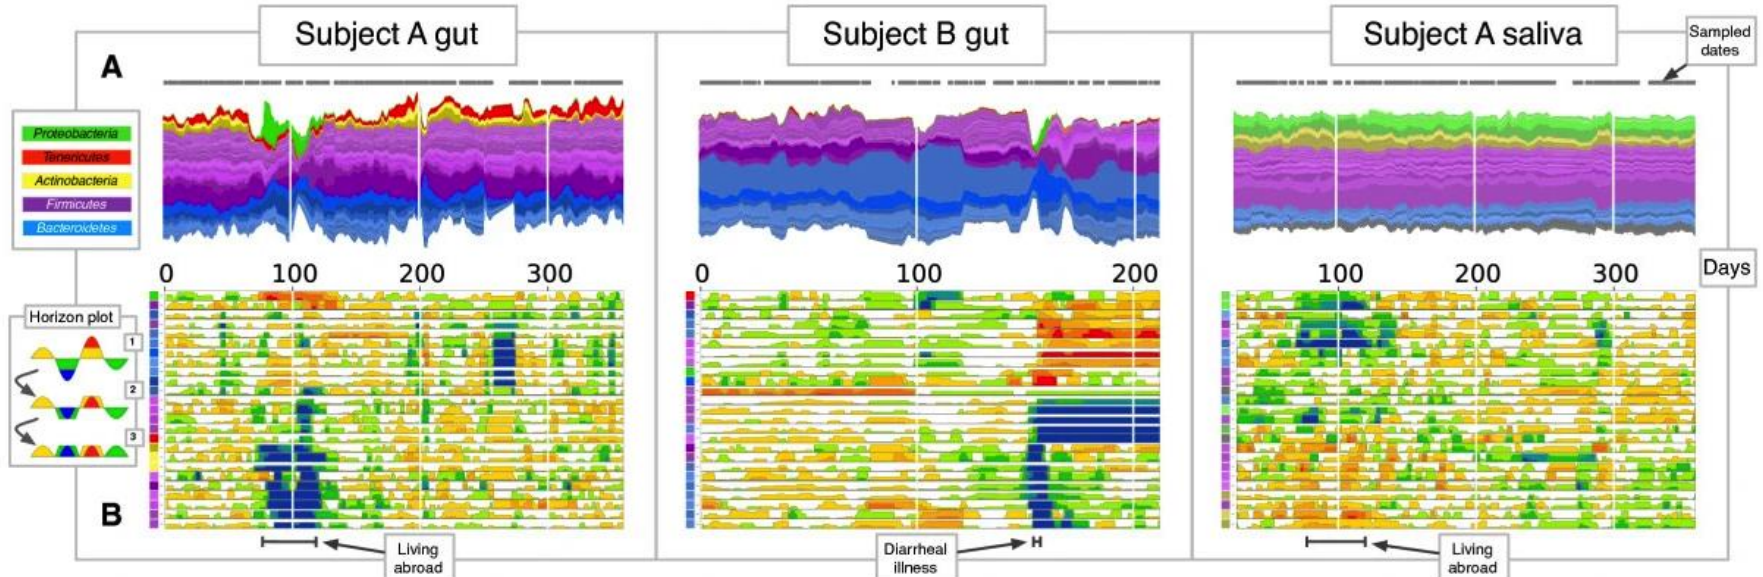 Subject A gut
Subject B gut
Subject A saliva
Sampled
dates
A
Proteobacteria
Tenericutes
Actinobacteria
Firmicutes
Bacteroidetes
0 100 200 300
0 100 200
100 200 300
Days
Horizon plot
1
2
3
B
Living
abroad
Diarrheal
illness
Living
abroad